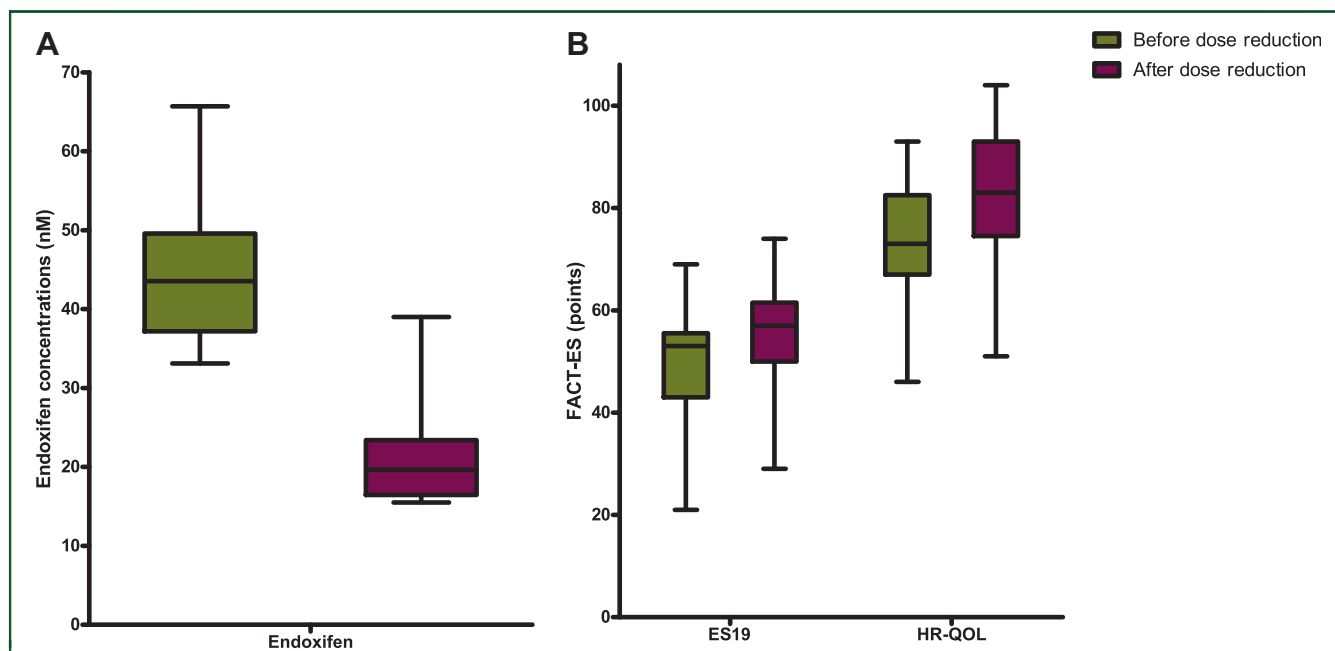 A
B
Before dose reduction
After dose reduction
Endoxifen concentrations (nM)
70
60
50
40
30
20
10
0
Endoxifen
FACT-ES (points)
100
80
60
40
20
0
ES19
HR-QOL